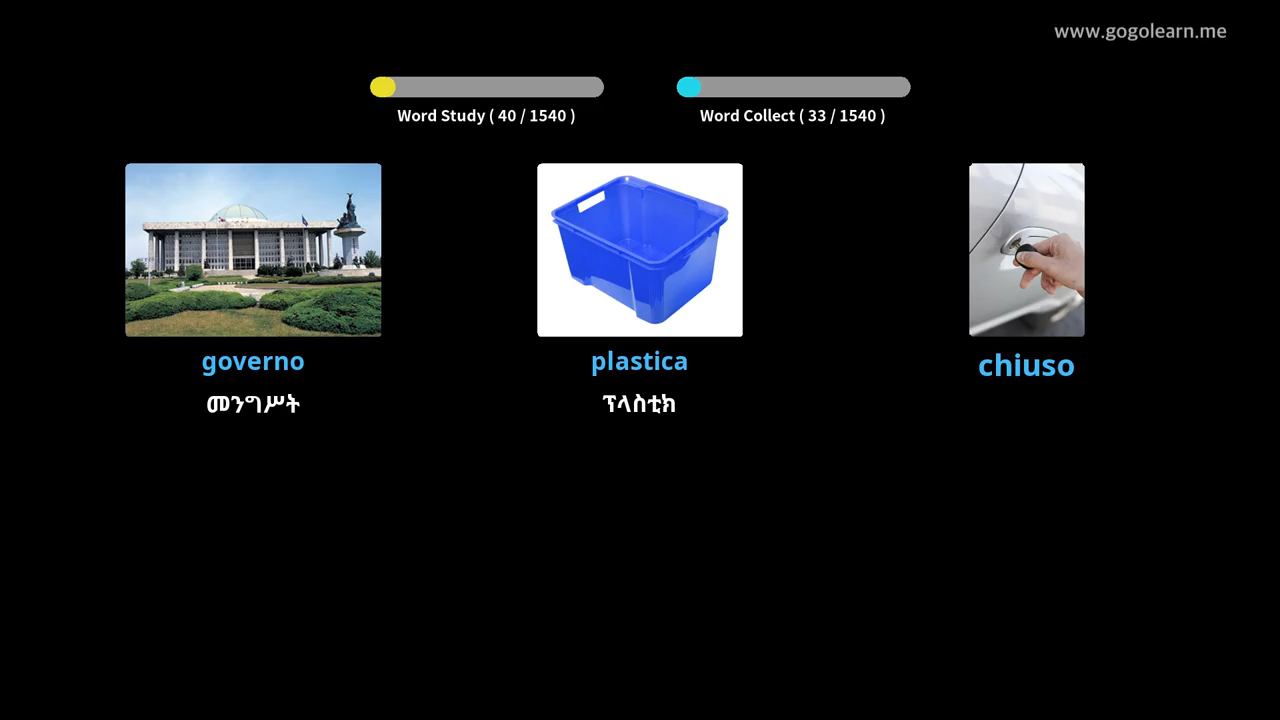 www.gogolearn.me
Word Study ( 40 / 1540 )
Word Collect ( 33 / 1540 )
governo
plastica
chiuso
መንግሥት
ፕላስቲክ